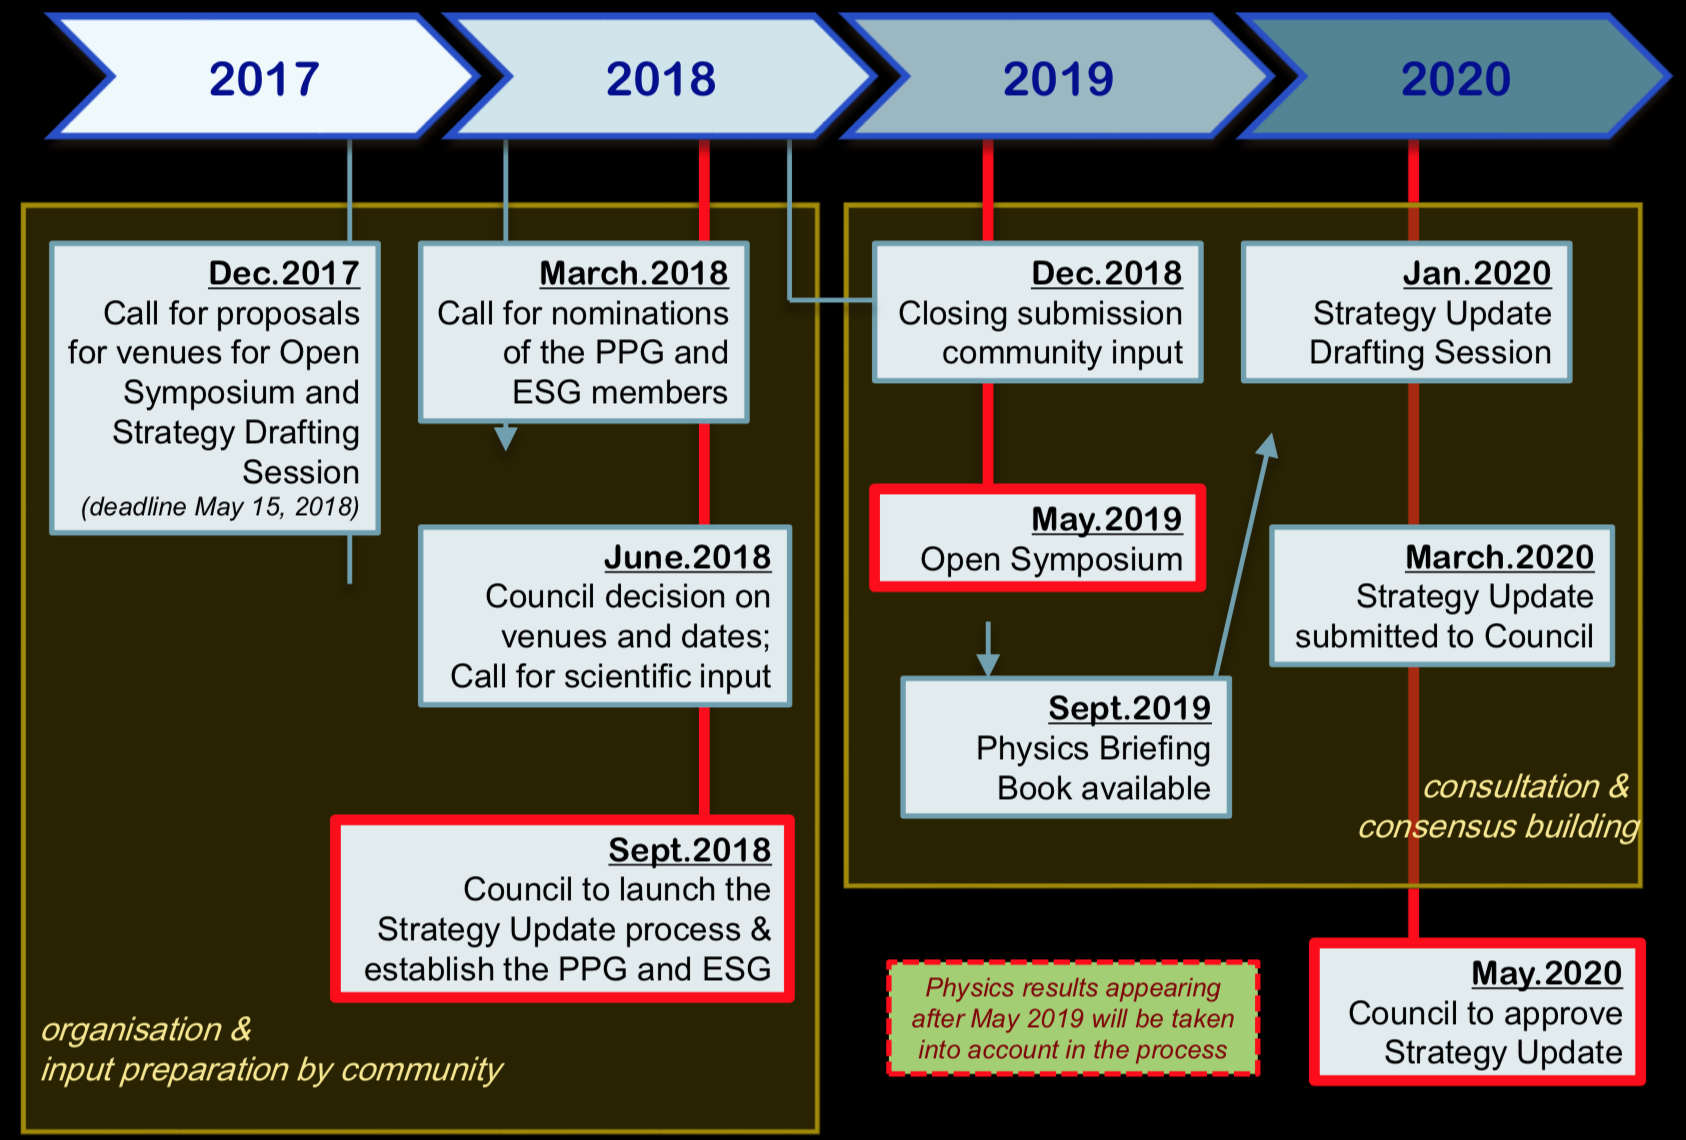 2017
2018
2019
2020
Dec.2017
Call for proposals
for venues for Open
Symposium and
Strategy Drafting
Session
(deadline May 15, 2018)
March.2018
Call for nominations
of the PPG and
ESG members
June.2018
Council decision on
venues and dates;
Call for scientific input
Sept.2018
Council to launch the
Strategy Update process &
establish the PPG and ESG
organisation &
input preparation by community
Dec.2018
Closing submission
community input
May.2019
Open Symposium
Sept.2019
Physics Briefing
Book available
Jan.2020
Strategy Update
Drafting Session
March.2020
Strategy Update
submitted to Council
consultation &
consensus building
Physics results appearing
after May 2019 will be taken
into account in the process
May.2020
Council to approve
Strategy Update